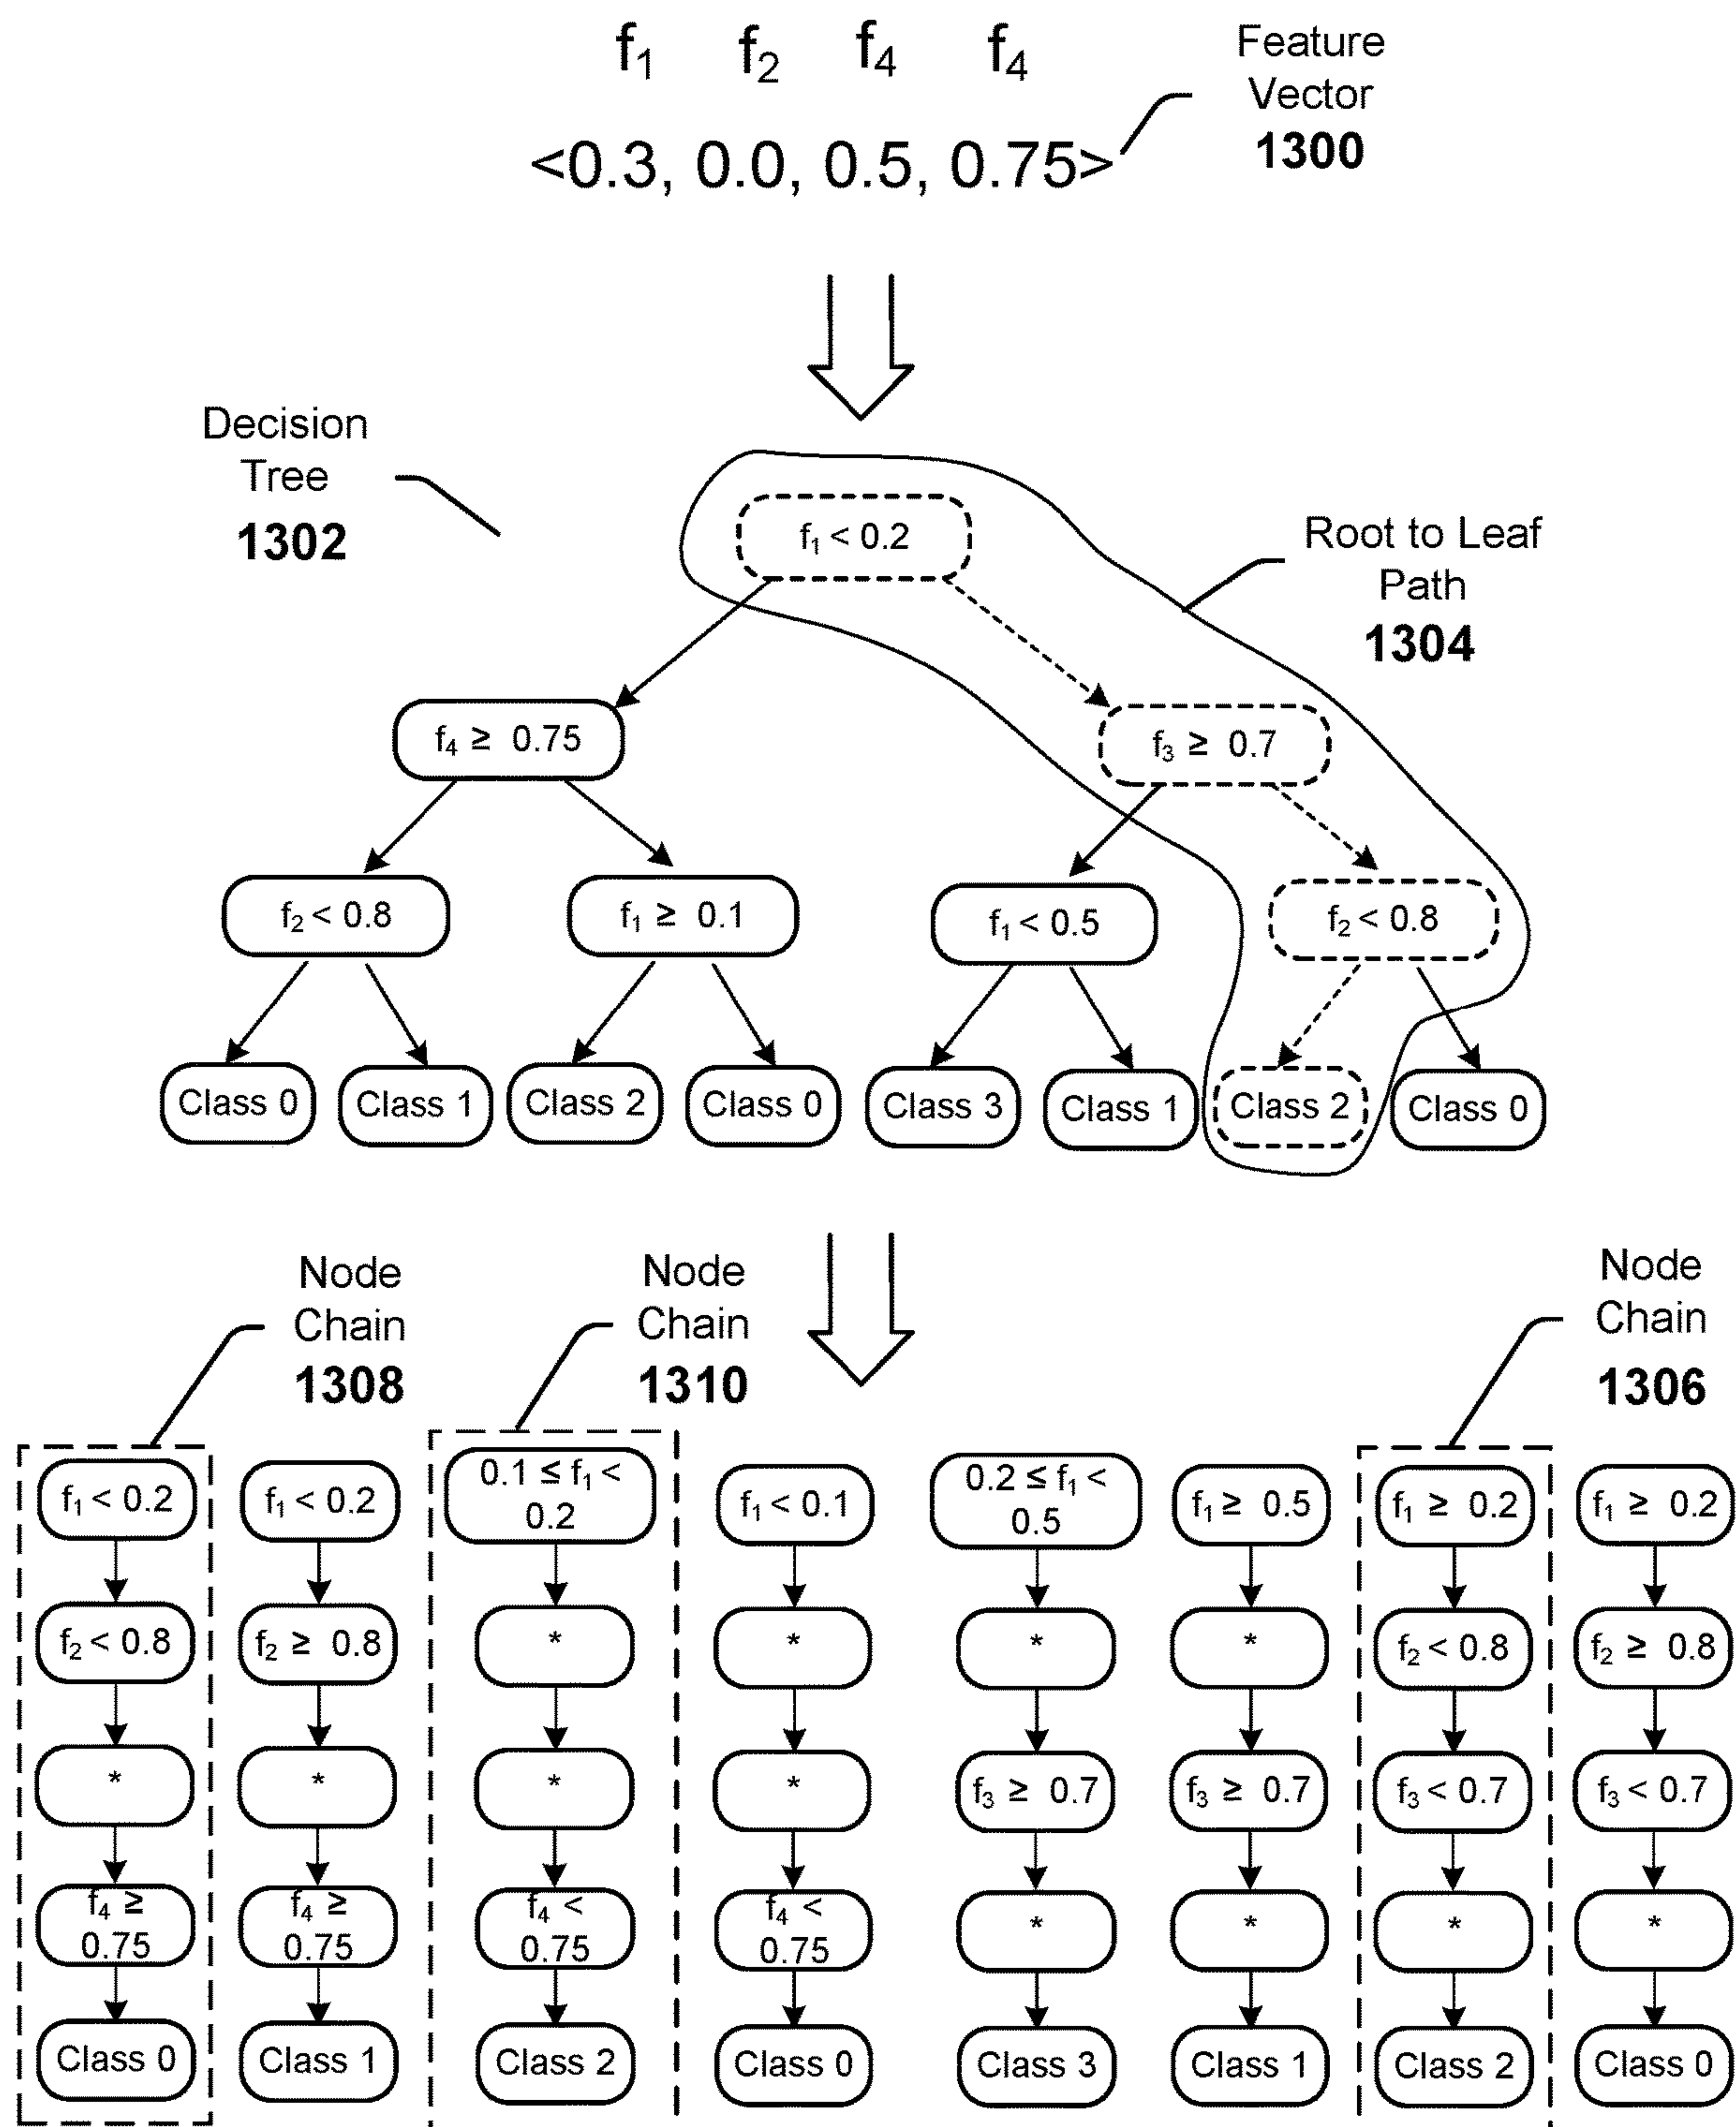 f₁ f₂ f₄ f₄
<0.3, 0.0, 0.5, 0.75>
Feature
Vector
1300
Decision
Tree
1302
Root to Leaf
Path
1304
f₁ < 0.2
f₄ ≥ 0.75
f₃ ≥ 0.7
f₂ < 0.8
f₁ ≥ 0.1
f₁ < 0.5
f₂ < 0.8
Class 0
Class 1
Class 2
Class 0
Class 3
Class 1
Class 2
Class 0
Node
Chain
1308
Node
Chain
1310
Node
Chain
1306
f₁ < 0.2
f₂ < 0.8
*
f₄ ≥
0.75
Class 0
f₁ < 0.2
f₂ ≥ 0.8
*
f₄ ≥
0.75
Class 1
0.1 ≤ f₁ <
0.2
*
*
f₄ <
0.75
Class 2
f₁ < 0.1
*
*
f₄ <
0.75
Class 0
0.2 ≤ f₁ <
0.5
*
f₃ ≥ 0.7
*
Class 3
f₁ ≥ 0.5
*
f₃ ≥ 0.7
*
Class 1
f₁ ≥ 0.2
f₂ < 0.8
f₃ < 0.7
*
Class 2
f₁ ≥ 0.2
f₂ ≥ 0.8
f₃ < 0.7
*
Class 0